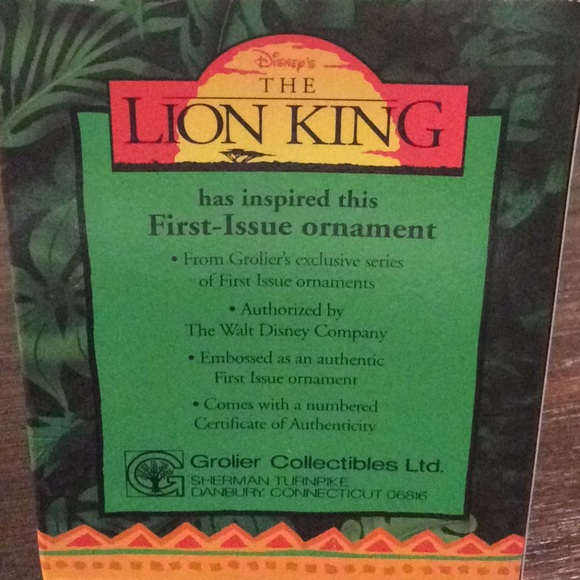 Disney's
THE
LION KING
has inspired this
First-Issue ornament
• From Grolier's exclusive series
of First Issue ornaments
• Authorized by
The Walt Disney Company
• Embossed as an authentic
First Issue ornament
• Comes with a numbered
Certificate of Authenticity
G Grolier Collectibles Ltd.
SHERMAN TURNPIKE
DANBURY, CONNECTICUT 06816